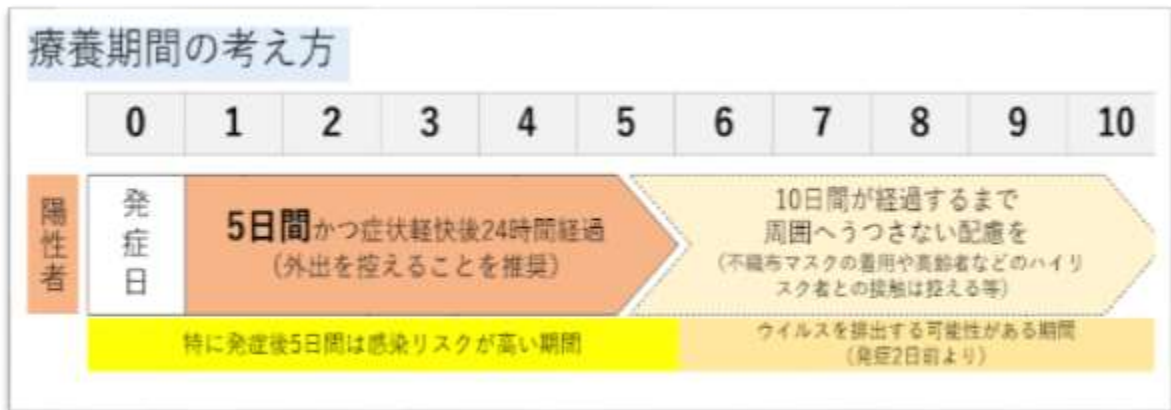 療養期間の考え方
0 1 2 3 4 5 6 7 8 9 10
陽性者
発症日
5日間かつ症状軽快後24時間経過
(外出を控えることを推奨)
10日間が経過するまで
周囲へうつさない配慮を
(不織布マスクの着用や高齢者などのハイリ
スク者との接触は控える等)
特に発症後5日間は感染リスクが高い期間
ウイルスを排出する可能性がある期間
(発症2日前より)